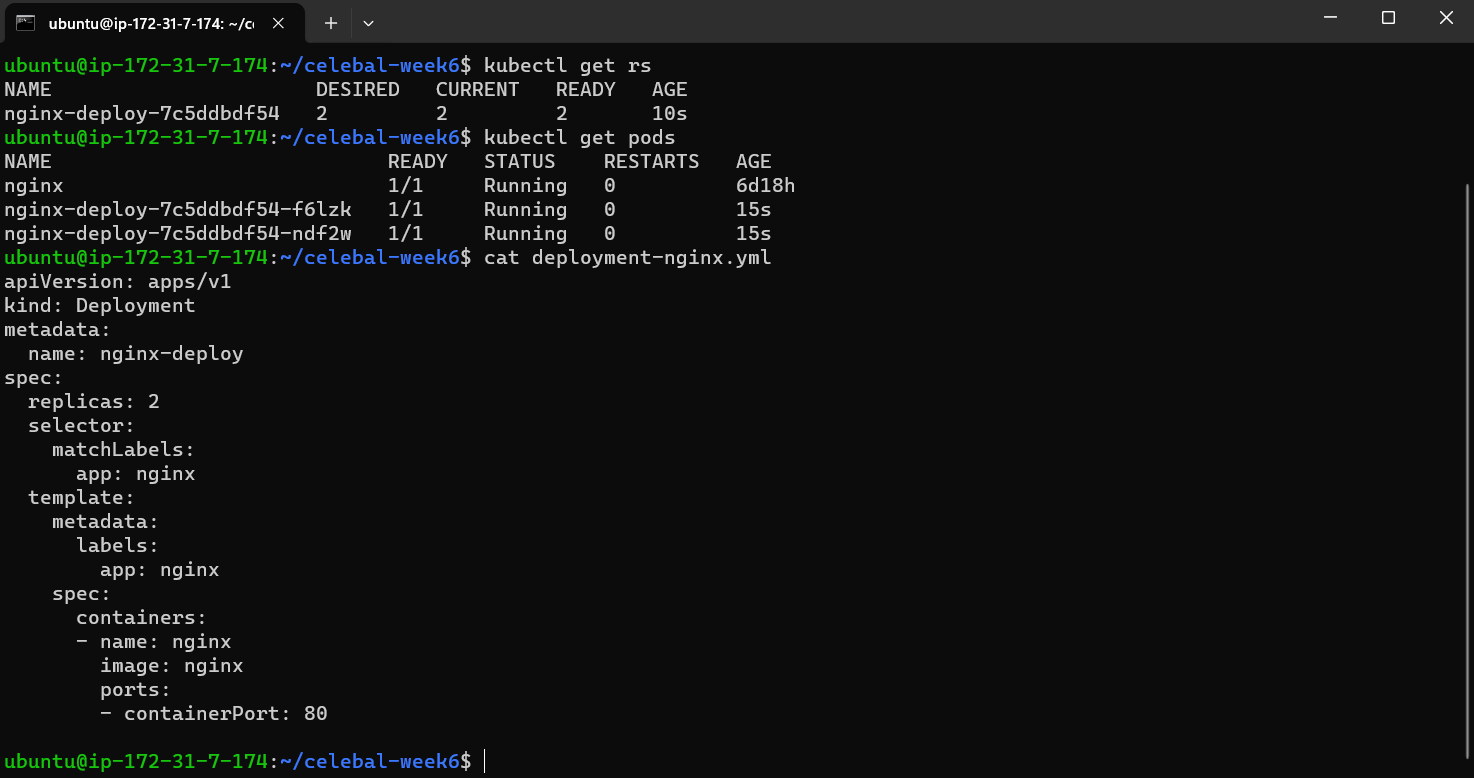 ubuntu@ip-172-31-7-174: ~/c
ubuntu@ip-172-31-7-174:~/celebal-week6$ kubectl get rs
NAME                          DESIRED   CURRENT   READY   AGE
nginx-deploy-7c5ddbdf54   2         2         2       10s
ubuntu@ip-172-31-7-174:~/celebal-week6$ kubectl get pods
NAME                            READY   STATUS    RESTARTS   AGE
nginx                           1/1     Running   0          6d18h
nginx-deploy-7c5ddbdf54-f6lzk   1/1     Running   0          15s
nginx-deploy-7c5ddbdf54-ndf2w   1/1     Running   0          15s
ubuntu@ip-172-31-7-174:~/celebal-week6$ cat deployment-nginx.yml
apiVersion: apps/v1
kind: Deployment
metadata:
  name: nginx-deploy
spec:
  replicas: 2
  selector:
    matchLabels:
      app: nginx
  template:
    metadata:
      labels:
        app: nginx
    spec:
      containers:
      - name: nginx
        image: nginx
        ports:
        - containerPort: 80
ubuntu@ip-172-31-7-174:~/celebal-week6$